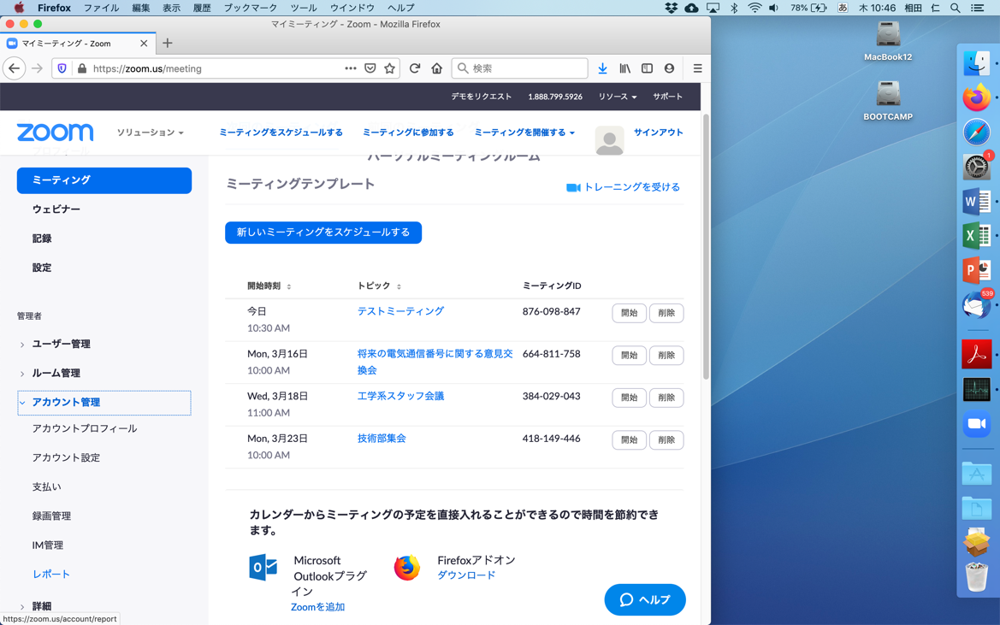 Firefox ファイル 編集 表示 履歴 ブックマーク ツール ウインドウ ヘルプ 78% あ 木 10:46 相田 仁
マイミーティング - Zoom - Mozilla Firefox
マイミーティング - Zoom
https://zoom.us/meeting 検索
デモをリクエスト 1.888.799.5926 リソース サポート
zoom ソリューション ミーティングをスケジュールする ミーティングに参加する ミーティングを開催する サインアウト
プロフィール
ミーティング
ウェビナー
記録
設定
管理者
ユーザー管理
ルーム管理
アカウント管理
アカウントプロフィール
アカウント設定
支払い
録画管理
IM管理
レポート
詳細
https://zoom.us/account/report
パーソナルミーティングルーム
ミーティングテンプレート
トレーニングを受ける
新しいミーティングをスケジュールする
開始時刻 トピック ミーティングID
今日 テストミーティング 876-098-847 開始 削除
10:30 AM
Mon, 3月16日 将来の電気通信番号に関する意見交 664-811-758 開始 削除
10:00 AM 換会
Wed, 3月18日 工学系スタッフ会議 384-029-043 開始 削除
11:00 AM
Mon, 3月23日 技術部集会 418-149-446 開始 削除
10:00 AM
カレンダーからミーティングの予定を直接入れることができるので時間を節約でき
ます。
Microsoft
Outlookプラグ
イン
Zoomを追加
Firefoxアドオン
ダウンロード
ヘルプ
MacBook12
BOOTCAMP
1
W
X
P
539